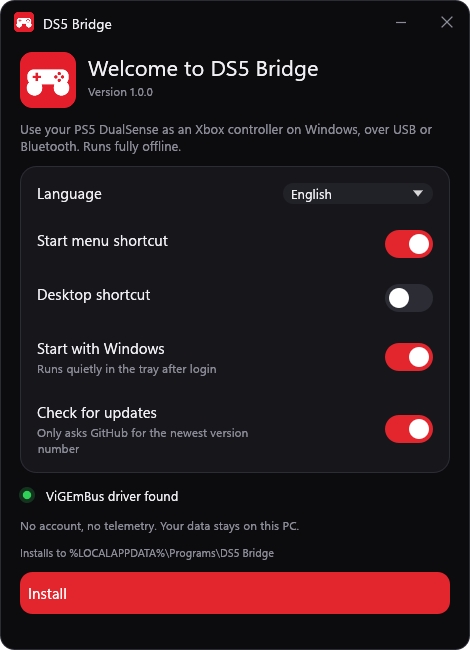 DS5 Bridge
Welcome to DS5 Bridge
Version 1.0.0
Use your PS5 DualSense as an Xbox controller on Windows, over USB or
Bluetooth. Runs fully offline.
Language
English
Start menu shortcut
Desktop shortcut
Start with Windows
Runs quietly in the tray after login
Check for updates
Only asks GitHub for the newest version
number
ViGEmBus driver found
No account, no telemetry. Your data stays on this PC.
Installs to %LOCALAPPDATA%\Programs\DS5 Bridge
Install